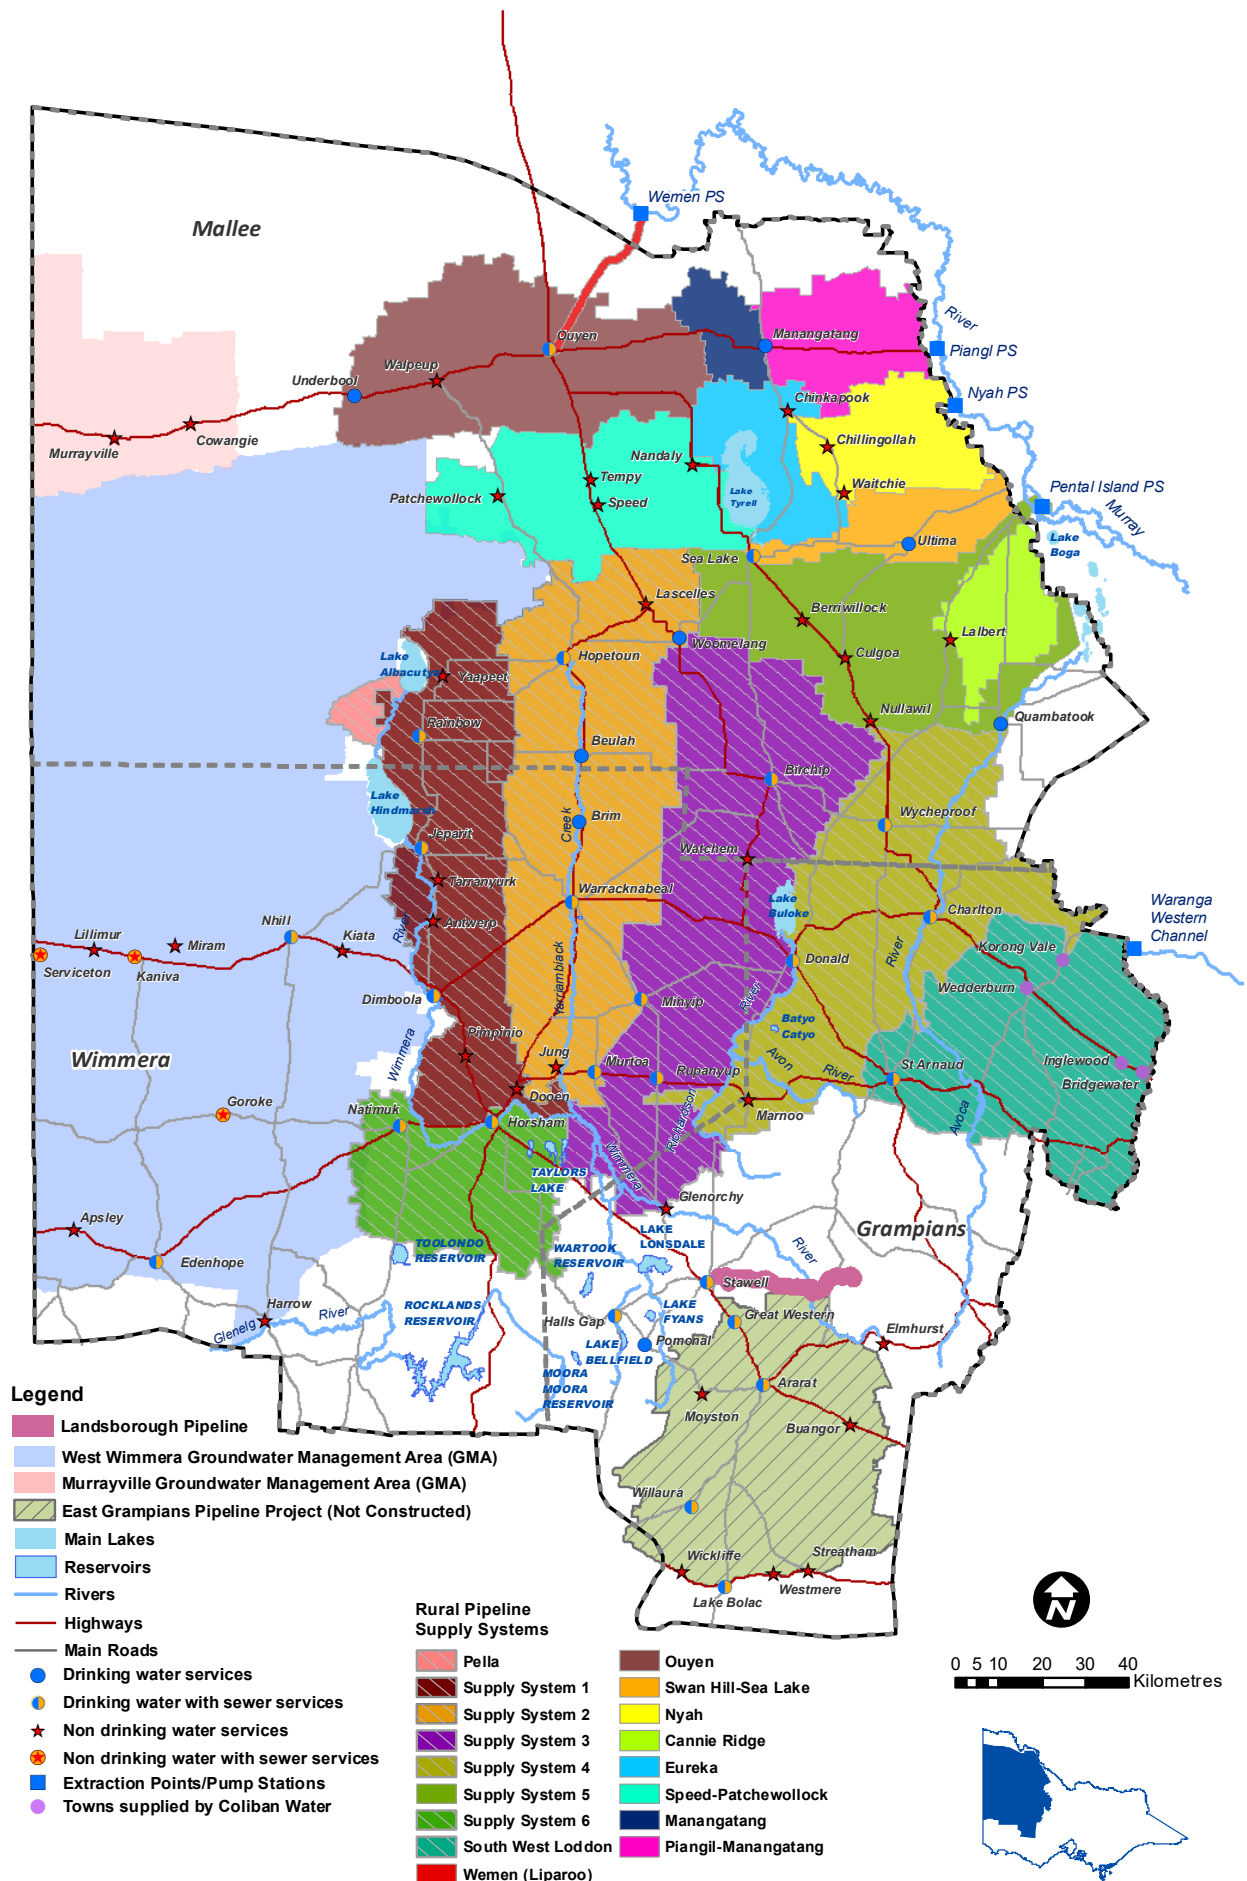 Mallee
Wemen PS
River
Piangl PS
Nyah PS
Pental Island PS
Murray
Lake
Boga
Ouyen
Manangatang
Walpeup
Underbool
Chinkapook
Cowangie
Murrayville
Chillingollah
Nandaly
Tempy
Waitchie
Patchewollock
Speed
Lake
Tyrell
Ultima
Sea Lake
Lascelles
Berriwillock
Lalbert
Woomelang
Culgoa
Hopetoun
Lake
Albacutya
Yaapeet
Nullawil
Quambatook
Rainbow
Beulah
Birchip
Lake
Hindmarsh
Wycheproof
Creek
Brim
Jeparit
Watchem
Tarranyurk
Warracknabeal
Lake
Buloke
Charlton
Waranga
Western
Channel
Antwerp
River
Nhill
Lillimur
Miram
Kiata
Korong Vale
Serviceton
Kaniva
Donald
River
Wedderburn
Dimboola
Yarriambiack
Minyip
River
Batyo
Catyo
Wimmera
Wimmera
Pimpinio
Jung
Murtoa
Rupanyup
Avon
River
St Arnaud
Inglewood
Bridgewater
Goroke
Natimuk
Dooen
Horsham
Marnoo
Richardson
Avoca
TAYLORS
LAKE
Wimmera
Glenorchy
Apsley
Edenhope
TOOLONDO
RESERVOIR
WARTOOK
RESERVOIR
LAKE
LONSDALE
Grampians
River
Stawell
Harrow
River
Glenelg
ROCKLANDS
RESERVOIR
Halls Gap
LAKE
FYANS
Great Western
Elmhurst
LAKE
BELLFIELD
Pomonal
MOORA
MOORA
RESERVOIR
Ararat
Moyston
Buangor
Willaura
Wickliffe
Streatham
Westmere
Lake Bolac
Legend
Landsborough Pipeline
West Wimmera Groundwater Management Area (GMA)
Murrayville Groundwater Management Area (GMA)
East Grampians Pipeline Project (Not Constructed)
Main Lakes
Reservoirs
Rivers
Highways
Main Roads
Drinking water services
Drinking water with sewer services
Non drinking water services
Non drinking water with sewer services
Extraction Points/Pump Stations
Towns supplied by Coliban Water
Rural Pipeline
Supply Systems
Pella
Supply System 1
Supply System 2
Supply System 3
Supply System 4
Supply System 5
Supply System 6
South West Loddon
Wemen (Liparoo)
Ouyen
Swan Hill-Sea Lake
Nyah
Cannie Ridge
Eureka
Speed-Patchewollock
Manangatang
Piangil-Manangatang
N
0 5 10 20 30 40
Kilometres